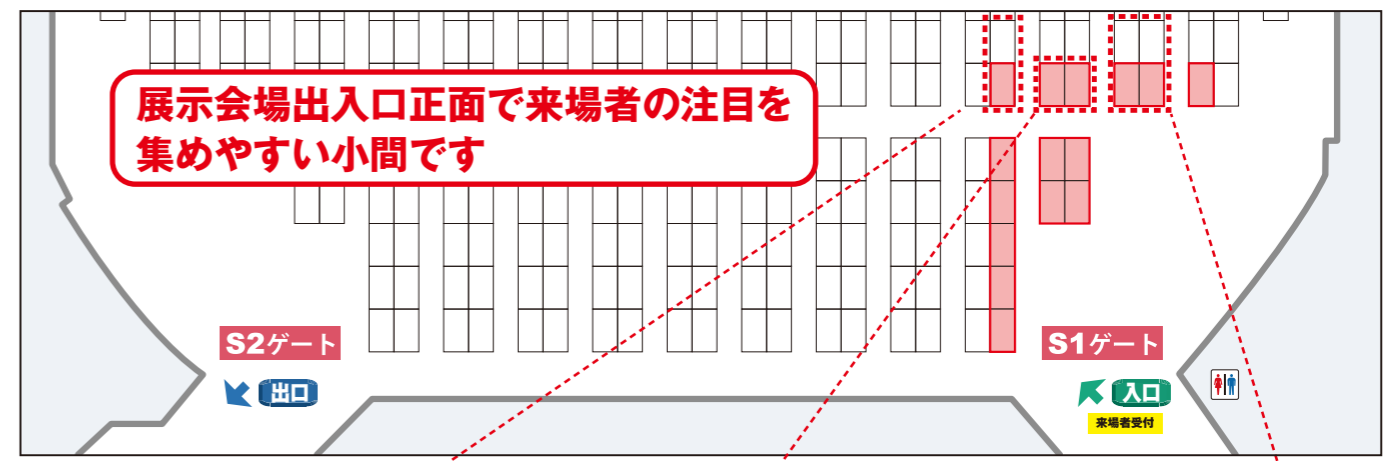 展示会場出入口正面で来場者の注目を
集めやすい小間です
S2ゲート
S1ゲート
出口
入口
来場者受付